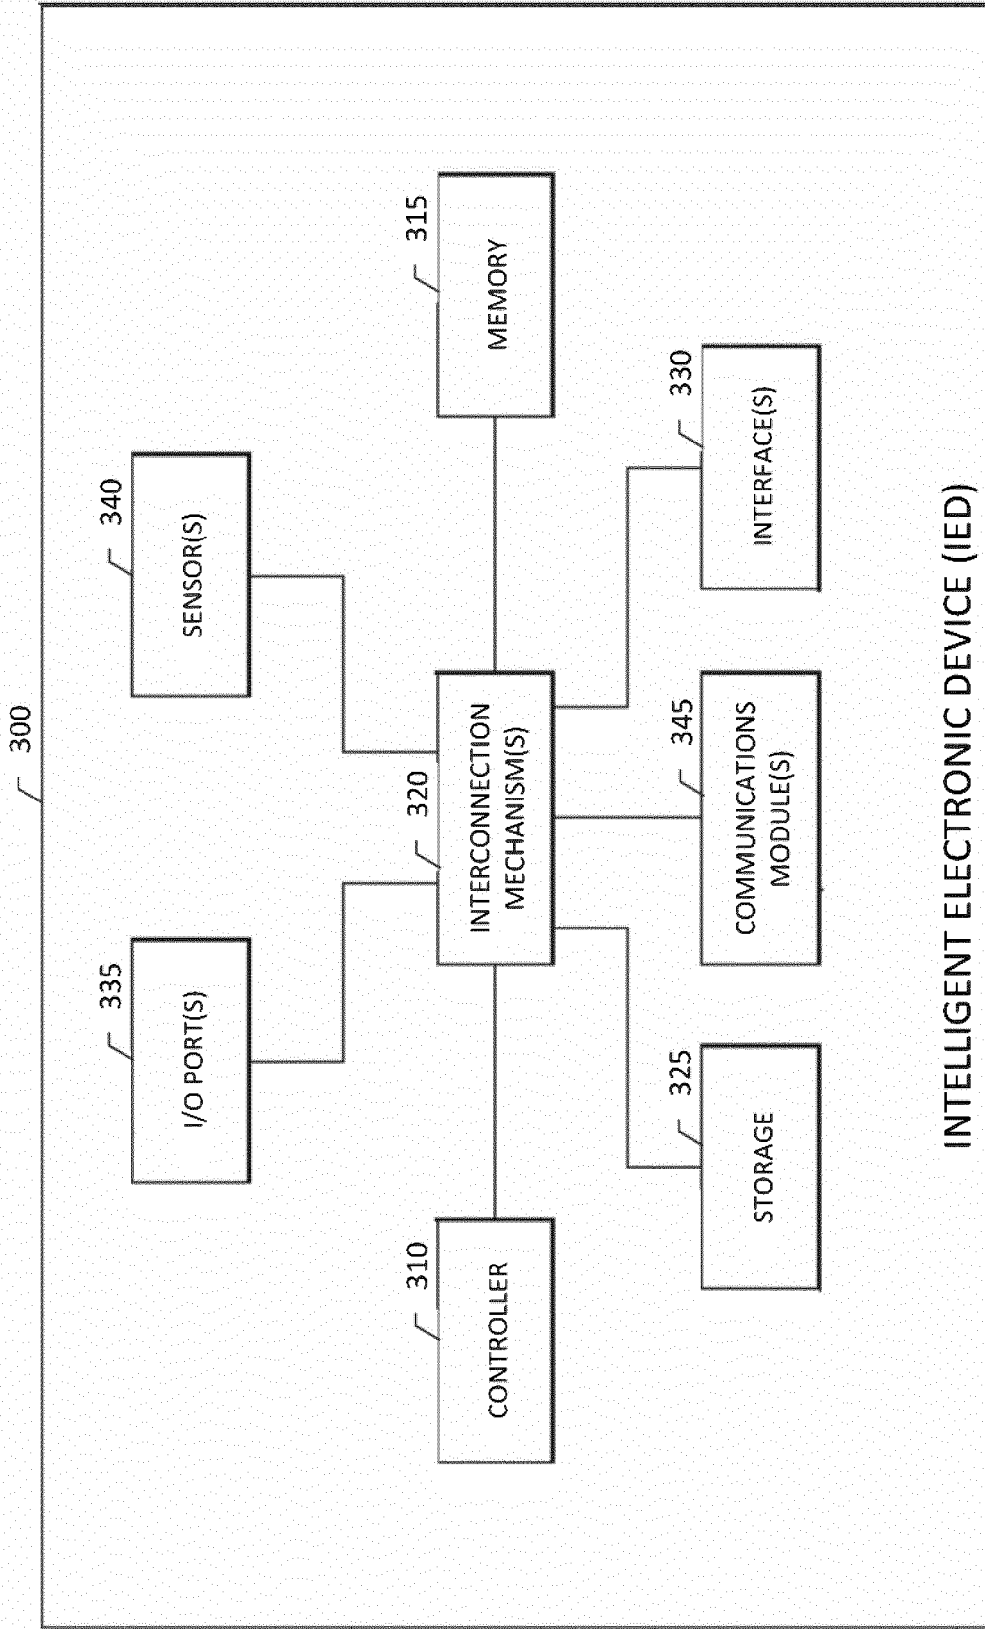 300
335
I/O PORT(S)
340
SENSOR(S)
310
CONTROLLER
320
INTERCONNECTION
MECHANISM(S)
315
MEMORY
325
STORAGE
345
COMMUNICATIONS
MODULE(S)
330
INTERFACE(S)
INTELLIGENT ELECTRONIC DEVICE (IED)